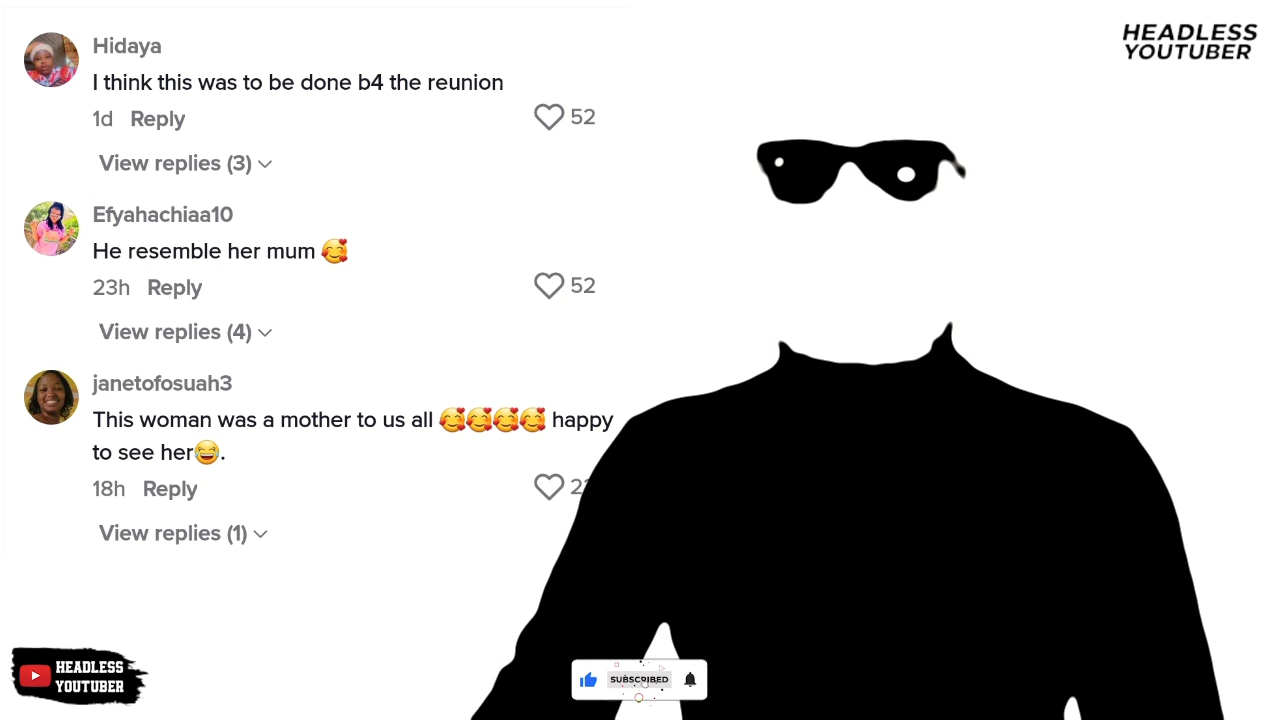 HEADLESS
YOUTUBER
Hidaya
I think this was to be done b4 the reunion
1d Reply
52
View replies (3)
Efyahachiaa10
He resemble her mum 🥰
23h Reply
52
View replies (4)
janetofosuah3
This woman was a mother to us all 🥰🥰🥰🥰 happy
to see her😂.
18h Reply
View replies (1)
HEADLESS
YOUTUBER
SUBSCRIBED